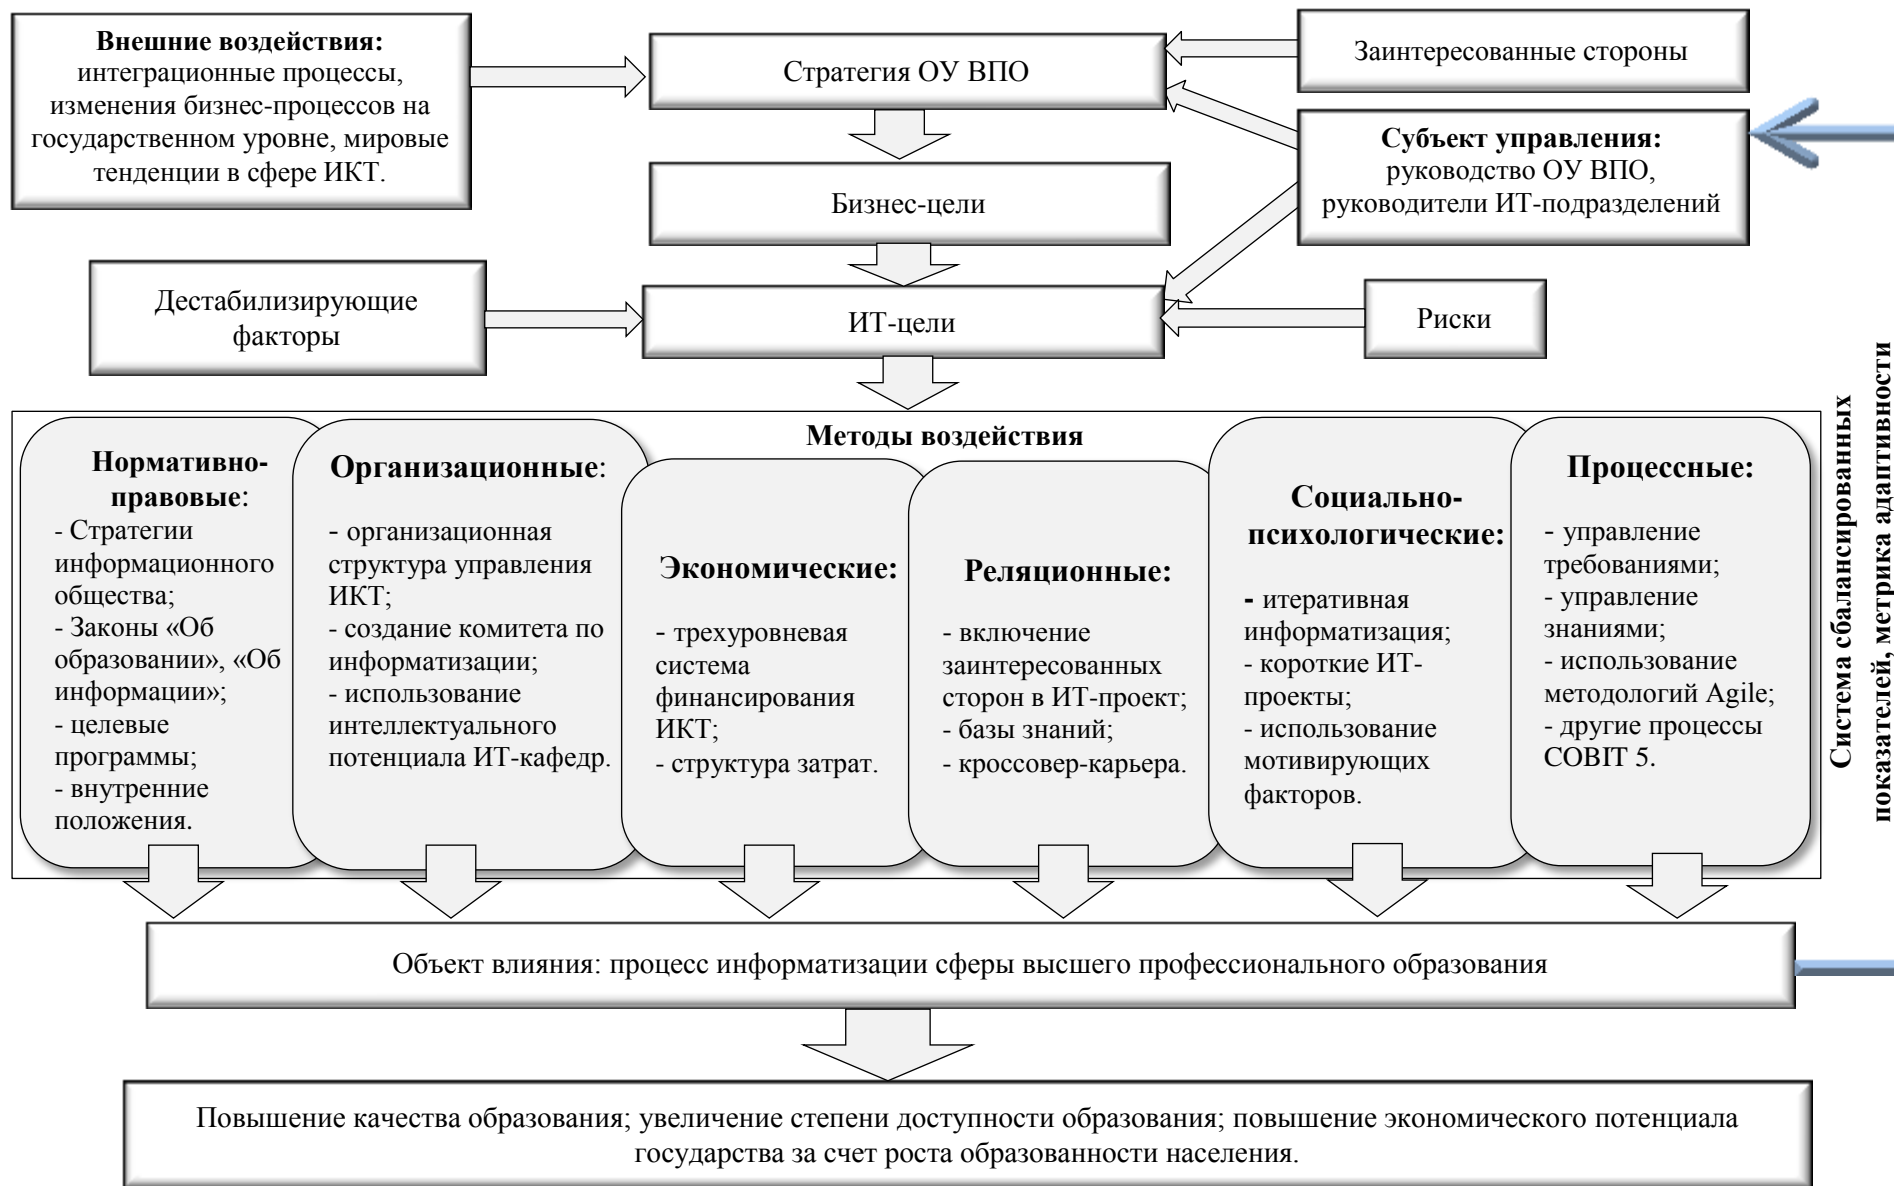 Внешние воздействия:
интеграционные процессы,
изменения бизнес-процессов на
государственном уровне, мировые
тенденции в сфере ИКТ.
Стратегия ОУ ВПО
Заинтересованные стороны
Субъект управления:
руководство ОУ ВПО,
руководители ИТ-подразделений
Бизнес-цели
Дестабилизирующие
факторы
ИТ-цели
Риски
Методы воздействия
Нормативно-
правовые:
- Стратегии
информационного
общества;
- Законы «Об
образовании», «Об
информации»;
- целевые
программы;
- внутренние
положения.
Организационные:
- организационная
структура управления
ИКТ;
- создание комитета по
информатизации;
- использование
интеллектуального
потенциала ИТ-кафедр.
Экономические:
- трехуровневая
система
финансирования
ИКТ;
- структура затрат.
Реляционные:
- включение
заинтересованных
сторон в ИТ-проект;
- базы знаний;
- кроссовер-карьера.
Социально-
психологические:
- итеративная
информатизация;
- короткие ИТ-
проекты;
- использование
мотивирующих
факторов.
Процессные:
- управление
требованиями;
- управление
знаниями;
- использование
методологий Agile;
- другие процессы
COBIT 5.
Система сбалансированных
показателей, метрика адаптивности
Объект влияния: процесс информатизации сферы высшего профессионального образования
Повышение качества образования; увеличение степени доступности образования; повышение экономического потенциала
государства за счет роста образованности населения.